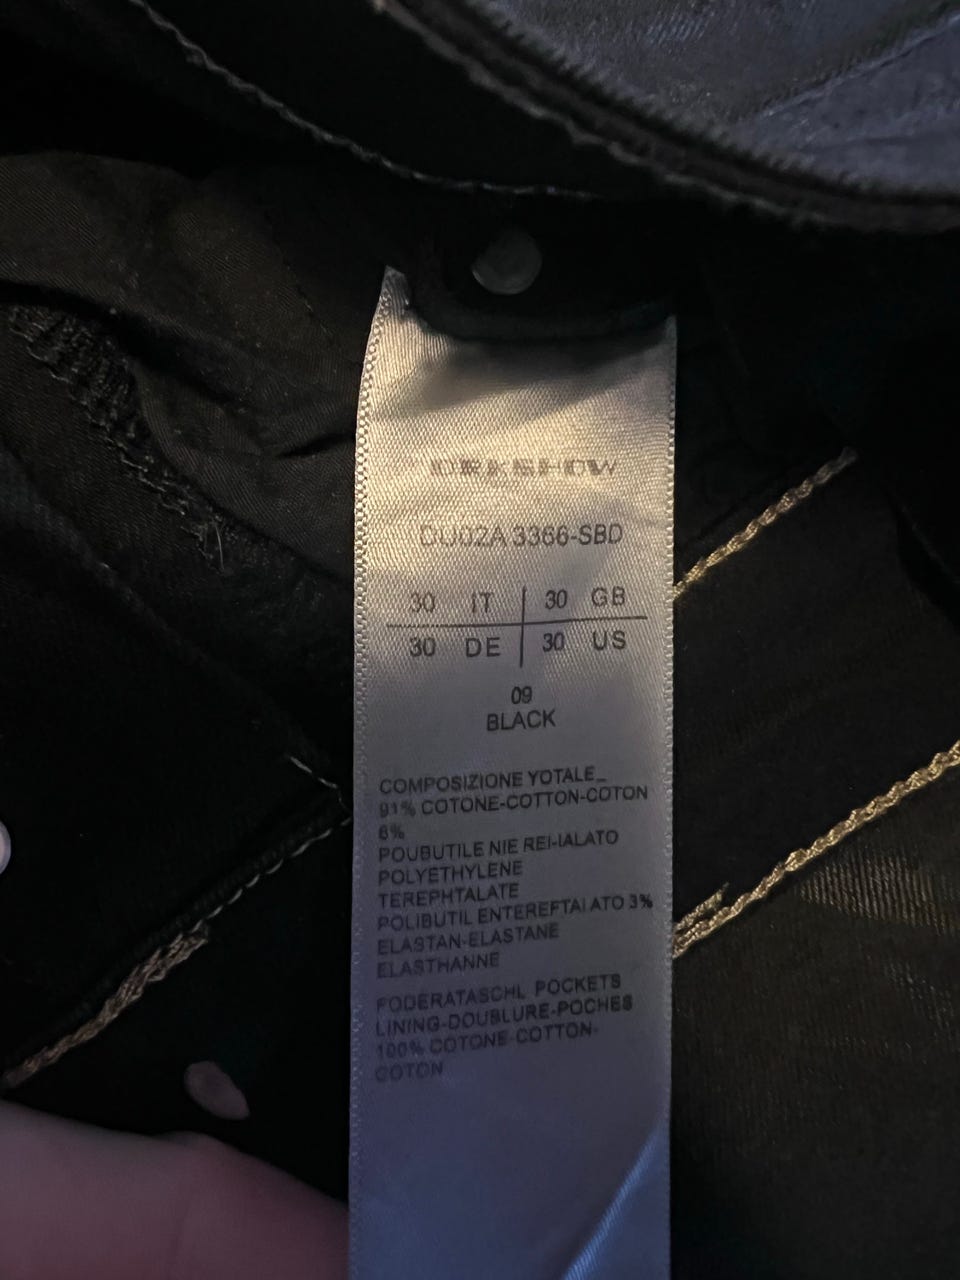 ORKSHOW
DU02A 3366-SBD
30 IT 30 GB
30 DE 30 US
09
BLACK
COMPOSIZIONE YOTALE_
91% COTONE-COTTON-COTON
6%
POUBUTILE NIE REI-IALATO
POLYETHYLENE
TEREPHTALATE
POLIBUTIL ENTEREFTAI ATO 3%
ELASTAN-ELASTANE
ELASTHANNE
FODERATASCHL POCKETS
LINING-DOUBLURE-POCHES
100% COTONE-COTTON-
COTON